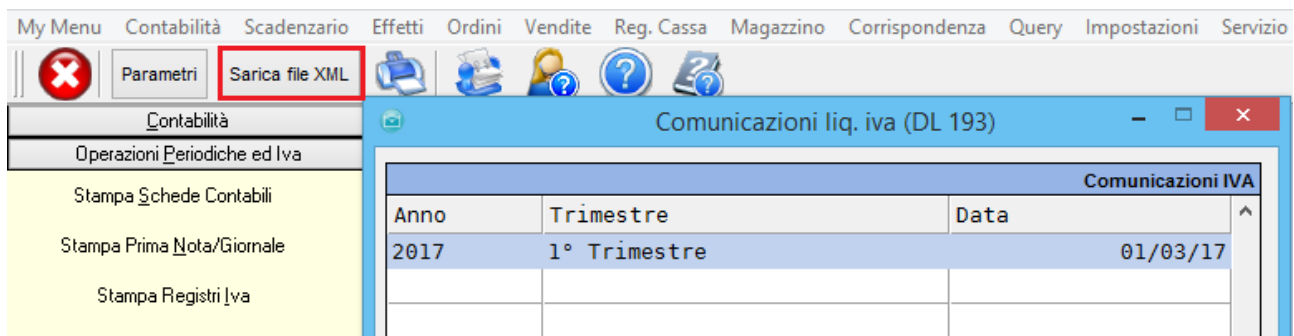 My Menu Contabilità Scadenzario Effetti Ordini Vendite Reg. Cassa Magazzino Corrispondenza Query Impostazioni Servizio
Parametri Sarica file XML
Contabilità
Operazioni Periodiche ed Iva
Stampa Schede Contabili
Stampa Prima Nota/Giornale
Stampa Registri Iva
Comunicazioni liq. iva (DL 193)
Comunicazioni IVA
Anno Trimestre Data
2017 1° Trimestre 01/03/17